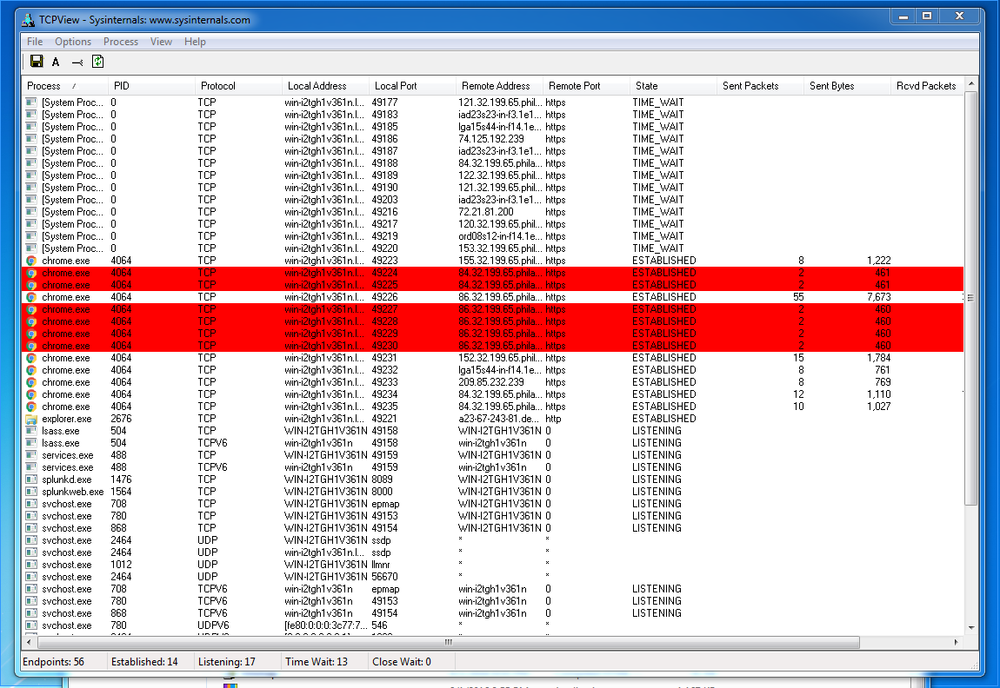 TCPView - Sysinternals: www.sysinternals.com
File Options Process View Help
A
Process / PID Protocol Local Address Local Port Remote Address Remote Port State Sent Packets Sent Bytes Rcvd Packets
[System Proc... 0 TCP win-i2tgh1v361n.l... 49177 121.32.199.65.phil... https TIME_WAIT
[System Proc... 0 TCP win-i2tgh1v361n.l... 49183 iad23s23-in-f3.1e1... https TIME_WAIT
[System Proc... 0 TCP win-i2tgh1v361n.l... 49185 lga15s44-in-f14.1e... https TIME_WAIT
[System Proc... 0 TCP win-i2tgh1v361n.l... 49186 74.125.192.239 https TIME_WAIT
[System Proc... 0 TCP win-i2tgh1v361n.l... 49187 iad23s23-in-f3.1e1... https TIME_WAIT
[System Proc... 0 TCP win-i2tgh1v361n.l... 49188 84.32.199.65.phila... https TIME_WAIT
[System Proc... 0 TCP win-i2tgh1v361n.l... 49189 122.32.199.65.phil... https TIME_WAIT
[System Proc... 0 TCP win-i2tgh1v361n.l... 49190 121.32.199.65.phil... https TIME_WAIT
[System Proc... 0 TCP win-i2tgh1v361n.l... 49203 iad23s23-in-f3.1e1... https TIME_WAIT
[System Proc... 0 TCP win-i2tgh1v361n.l... 49216 72.21.81.200 https TIME_WAIT
[System Proc... 0 TCP win-i2tgh1v361n.l... 49217 120.32.199.65.phil... https TIME_WAIT
[System Proc... 0 TCP win-i2tgh1v361n.l... 49219 ord08s12-in-f14.1e... https TIME_WAIT
[System Proc... 0 TCP win-i2tgh1v361n.l... 49220 153.32.199.65.phil... https TIME_WAIT
chrome.exe 4064 TCP win-i2tgh1v361n.l... 49223 155.32.199.65.phil... https ESTABLISHED 8 1,222
chrome.exe 4064 TCP win-i2tgh1v361n.l... 49224 84.32.199.65.phila... https ESTABLISHED 2 461
chrome.exe 4064 TCP win-i2tgh1v361n.l... 49225 84.32.199.65.phila... https ESTABLISHED 2 461
chrome.exe 4064 TCP win-i2tgh1v361n.l... 49226 86.32.199.65.phila... https ESTABLISHED 55 7,673
chrome.exe 4064 TCP win-i2tgh1v361n.l... 49227 86.32.199.65.phila... https ESTABLISHED 2 460
chrome.exe 4064 TCP win-i2tgh1v361n.l... 49228 86.32.199.65.phila... https ESTABLISHED 2 460
chrome.exe 4064 TCP win-i2tgh1v361n.l... 49229 86.32.199.65.phila... https ESTABLISHED 2 460
chrome.exe 4064 TCP win-i2tgh1v361n.l... 49230 86.32.199.65.phila... https ESTABLISHED 2 460
chrome.exe 4064 TCP win-i2tgh1v361n.l... 49231 152.32.199.65.phil... https ESTABLISHED 15 1,784
chrome.exe 4064 TCP win-i2tgh1v361n.l... 49232 lga15s44-in-f14.1e... https ESTABLISHED 8 761
chrome.exe 4064 TCP win-i2tgh1v361n.l... 49233 209.85.232.239 https ESTABLISHED 8 769
chrome.exe 4064 TCP win-i2tgh1v361n.l... 49234 84.32.199.65.phila... https ESTABLISHED 12 1,110
chrome.exe 4064 TCP win-i2tgh1v361n.l... 49235 84.32.199.65.phila... https ESTABLISHED 10 1,027
explorer.exe 2676 TCP win-i2tgh1v361n.l... 49221 a23-67-243-81.de... http ESTABLISHED
lsass.exe 504 TCP WIN-I2TGH1V361N 49158 WIN-I2TGH1V361N 0 LISTENING
lsass.exe 504 TCPV6 win-i2tgh1v361n 49158 win-i2tgh1v361n 0 LISTENING
services.exe 488 TCP WIN-I2TGH1V361N 49159 WIN-I2TGH1V361N 0 LISTENING
services.exe 488 TCPV6 win-i2tgh1v361n 49159 win-i2tgh1v361n 0 LISTENING
splunkd.exe 1476 TCP WIN-I2TGH1V361N 8089 WIN-I2TGH1V361N 0 LISTENING
splunkweb.exe 1564 TCP WIN-I2TGH1V361N 8000 WIN-I2TGH1V361N 0 LISTENING
svchost.exe 708 TCP WIN-I2TGH1V361N epmap WIN-I2TGH1V361N 0 LISTENING
svchost.exe 780 TCP WIN-I2TGH1V361N 49153 WIN-I2TGH1V361N 0 LISTENING
svchost.exe 868 TCP WIN-I2TGH1V361N 49154 WIN-I2TGH1V361N 0 LISTENING
svchost.exe 2464 UDP WIN-I2TGH1V361N ssdp * *
svchost.exe 2464 UDP win-i2tgh1v361n.l... ssdp * *
svchost.exe 1012 UDP WIN-I2TGH1V361N llmnr * *
svchost.exe 2464 UDP WIN-I2TGH1V361N 56670 * *
svchost.exe 708 TCPV6 win-i2tgh1v361n epmap win-i2tgh1v361n 0 LISTENING
svchost.exe 780 TCPV6 win-i2tgh1v361n 49153 win-i2tgh1v361n 0 LISTENING
svchost.exe 868 TCPV6 win-i2tgh1v361n 49154 win-i2tgh1v361n 0 LISTENING
svchost.exe 780 UDPV6 [fe80:0:0:0:3c77:7... 546 * *
Endpoints: 56 Established: 14 Listening: 17 Time Wait: 13 Close Wait: 0